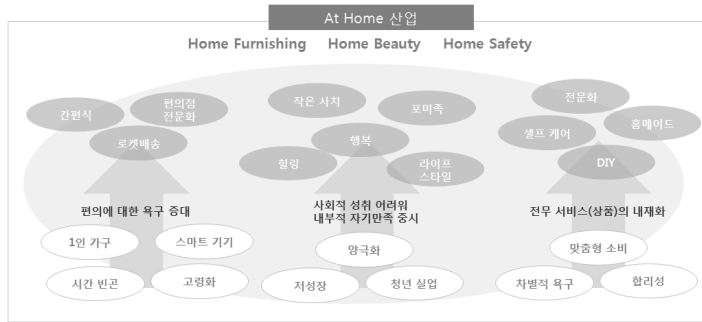 At Home 산업
Home Furnishing Home Beauty Home Safety
간편식
편의점
전문화
로켓배송
작은 사치
포미족
행복
힐링
라이프
스타일
전문화
홈메이드
셀프 케어
DIY
편의에 대한 욕구 증대
사회적 성취 어려워
내부적 자기만족 중시
전무 서비스(상품)의 내재화
1인 가구
스마트 기기
시간 빈곤
고령화
양극화
저성장
청년 실업
맞춤형 소비
차별적 욕구
합리성